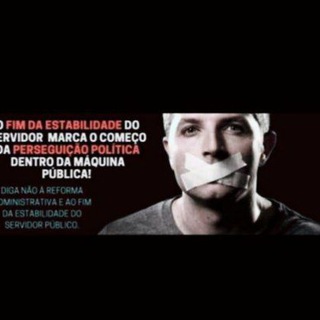 O FIM DA ESTABILIDADE DO
SERVIDOR MARCA O COMEÇO
DA PERSEGUIÇÃO POLÍTICA
DENTRO DA MÁQUINA
PÚBLICA!
DIGA NÃO À REFORMA
ADMINISTRATIVA E AO FIM
DA ESTABILIDADE DO
SERVIDOR PÚBLICO.